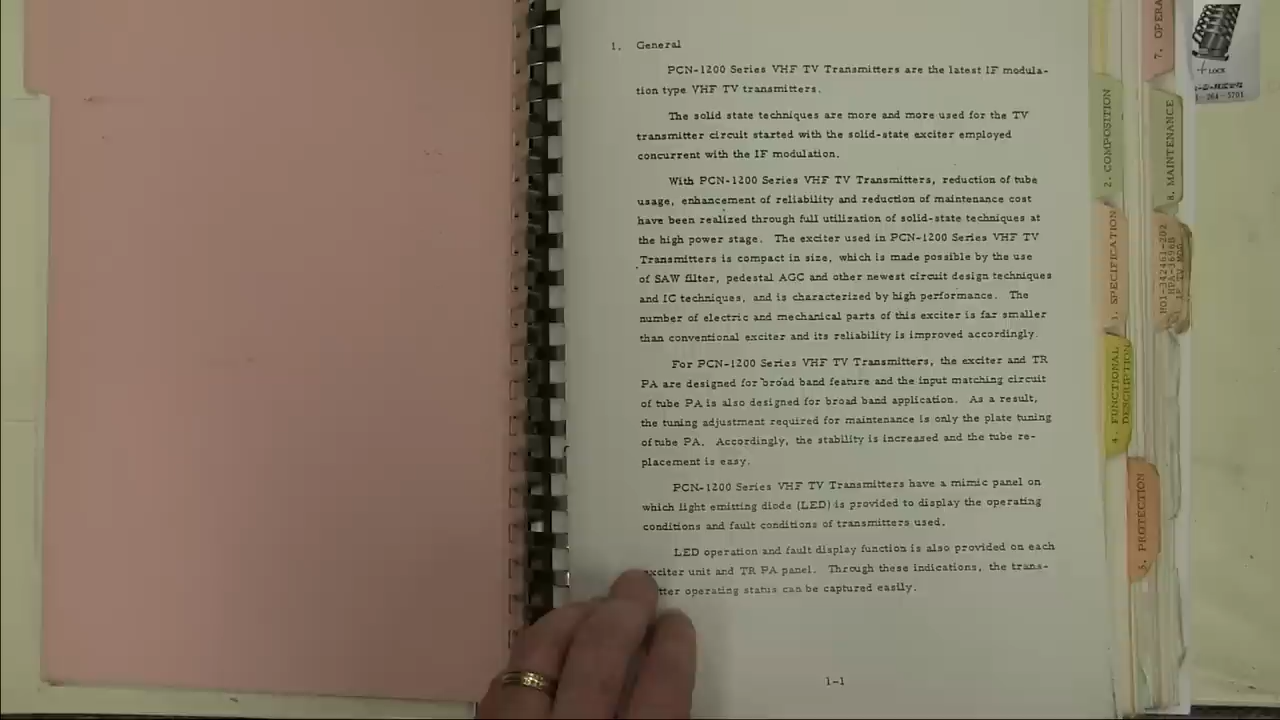 1. General
PCN-1200 Series VHF TV Transmitters are the latest IF modula-
tion type VHF TV transmitters.
The solid state techniques are more and more used for the TV
transmitter circuit started with the solid-state exciter employed
concurrent with the IF modulation.
With PCN-1200 Series VHF TV Transmitters, reduction of tube
usage, enhancement of reliability and reduction of maintenance cost
have been realized through full utilization of solid-state techniques at
the high power stage. The exciter used in PCN-1200 Series VHF TV
Transmitters is compact in size, which is made possible by the use
of SAW filter, pedestal AGC and other newest circuit design techniques
and IC techniques, and is characterized by high performance. The
number of electric and mechanical parts of this exciter is far smaller
than conventional exciter and its reliability is improved accordingly.
For PCN-1200 Series VHF TV Transmitters, the exciter and TR
PA are designed for broad band feature and the input matching circuit
of tube PA is also designed for broad band application. As a result,
the tuning adjustment required for maintenance is only the plate tuning
of tube PA. Accordingly, the stability is increased and the tube re-
placement is easy.
PCN-1200 Series VHF TV Transmitters have a mimic panel on
which light emitting diode (LED) is provided to display the operating
conditions and fault conditions of transmitters used.
LED operation and fault display function is also provided on each
exciter unit and TR PA panel. Through these indications, the trans-
tter operating status can be captured easily.
1-1
2. COMPOSITION
SPECIFICATION
4. FUNCTIONAL
DESCRIPTION
PROTECTION
7. OPERA
8. MAINTENANCE
H01-342461-202
HPA-3696B
IF TV MOD
LOCK